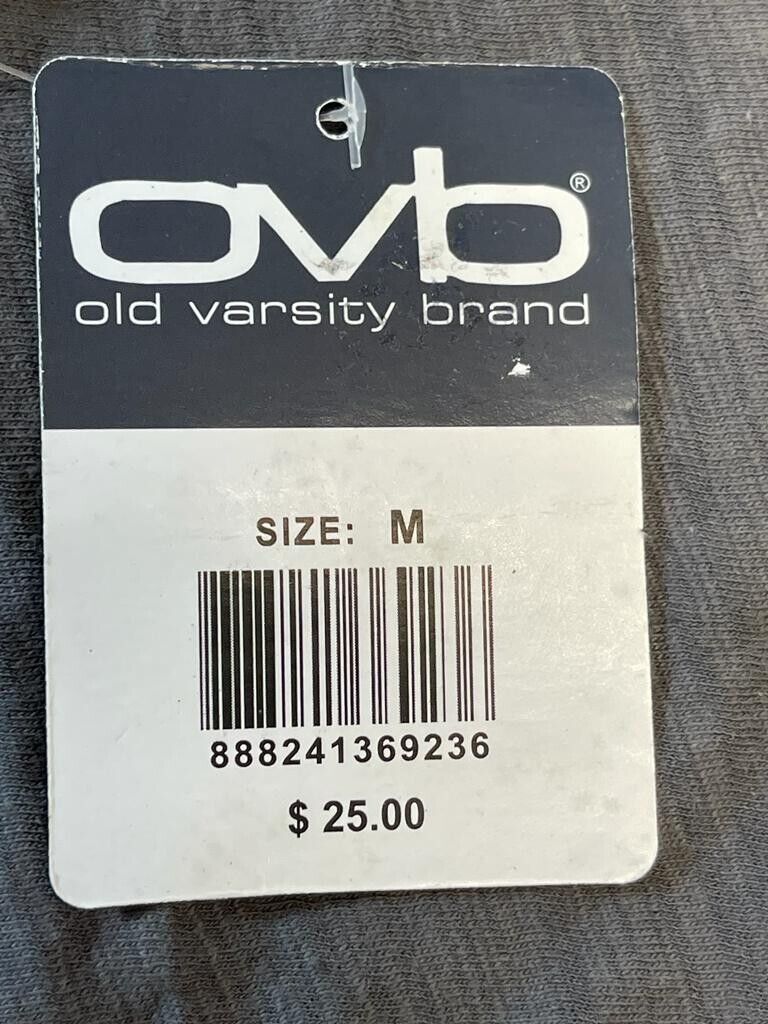 ovb®
old varsity brand
SIZE: M
888241369236
$ 25.00